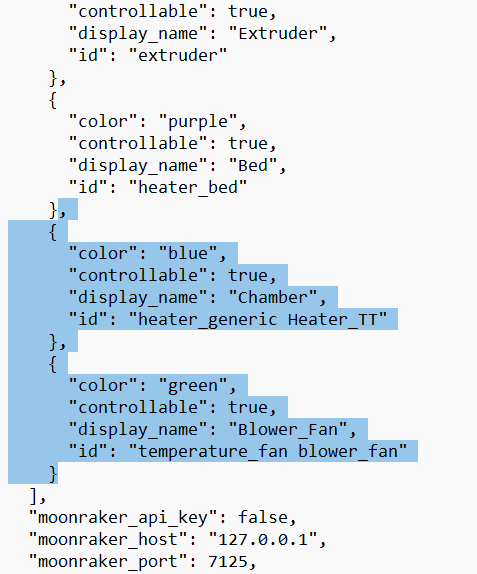 "controllable": true,
"display_name": "Extruder",
"id": "extruder"
},
{
"color": "purple",
"controllable": true,
"display_name": "Bed",
"id": "heater_bed"
},
{
"color": "blue",
"controllable": true,
"display_name": "Chamber",
"id": "heater_generic Heater_TT"
},
{
"color": "green",
"controllable": true,
"display_name": "Blower_Fan",
"id": "temperature_fan blower_fan"
}
],
"moonraker_api_key": false,
"moonraker_host": "127.0.0.1",
"moonraker_port": 7125,